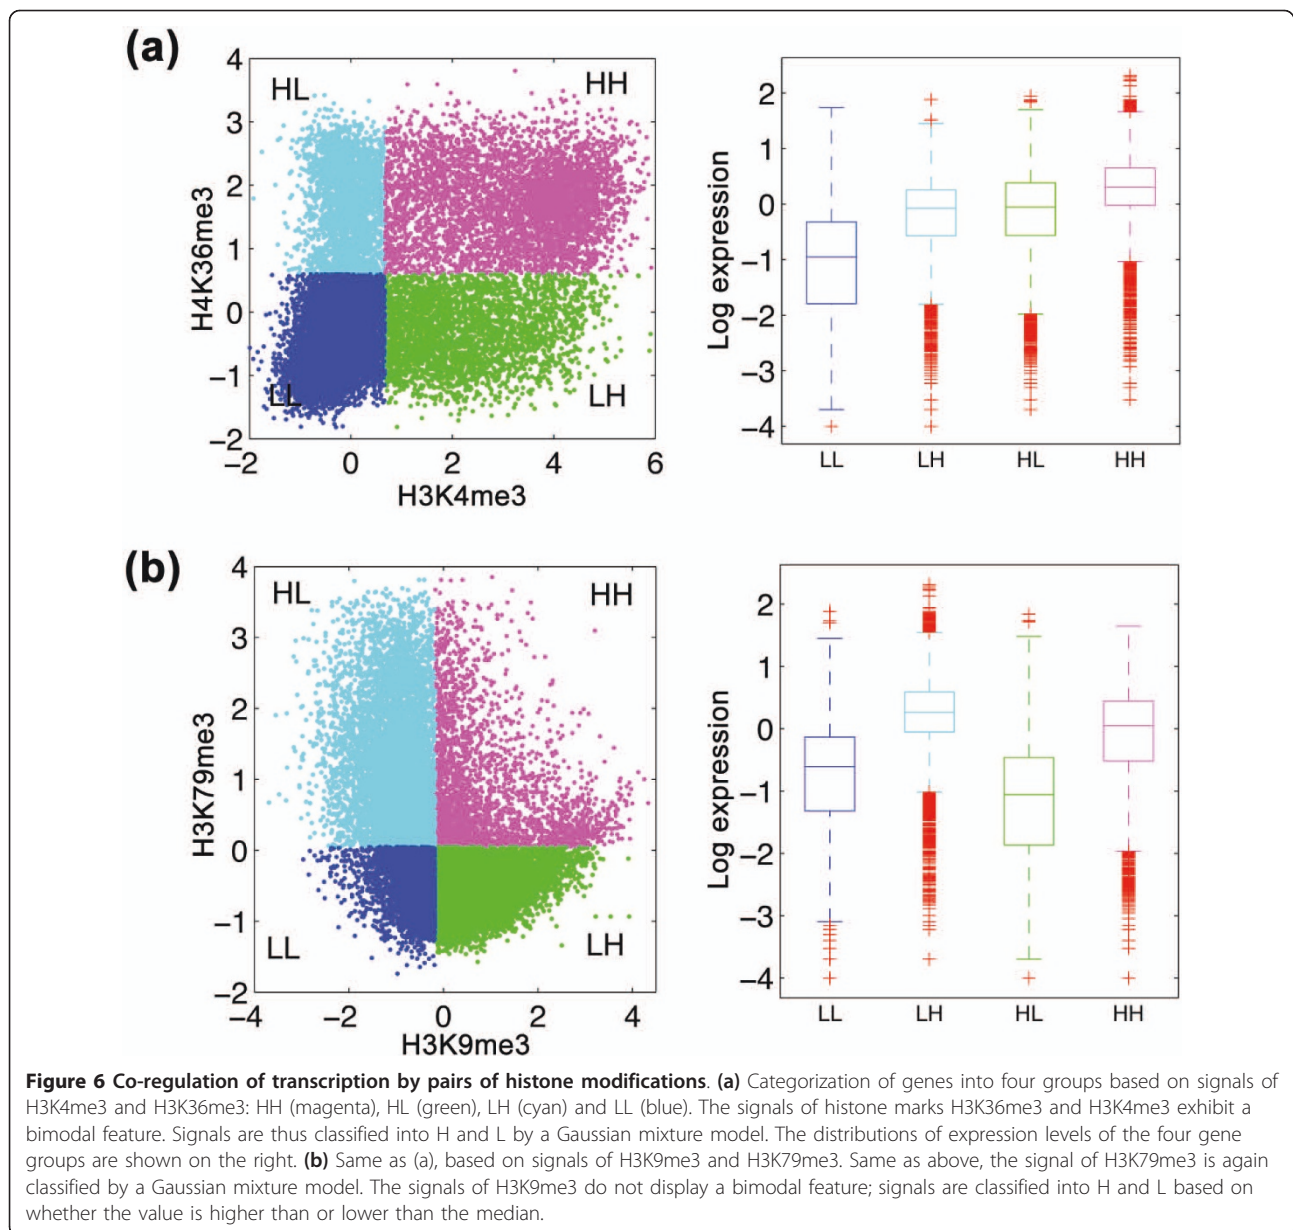 (a)
4
3
2
1
0
−1
−2
H4K36me3
HL
HH
LL
LH
−2
0
2
4
6
H3K4me3
2
1
0
−1
−2
−3
−4
Log expression
LL
LH
HL
HH
(b)
4
3
2
1
0
−1
−2
H3K79me3
HL
HH
LL
LH
−4
−2
0
2
4
H3K9me3
2
1
0
−1
−2
−3
−4
Log expression
LL
LH
HL
HH
Figure 6 Co-regulation of transcription by pairs of histone modifications. (a) Categorization of genes into four groups based on signals of
H3K4me3 and H3K36me3: HH (magenta), HL (green), LH (cyan) and LL (blue). The signals of histone marks H3K36me3 and H3K4me3 exhibit a
bimodal feature. Signals are thus classified into H and L by a Gaussian mixture model. The distributions of expression levels of the four gene
groups are shown on the right. (b) Same as (a), based on signals of H3K9me3 and H3K79me3. Same as above, the signal of H3K79me3 is again
classified by a Gaussian mixture model. The signals of H3K9me3 do not display a bimodal feature; signals are classified into H and L based on
whether the value is higher than or lower than the median.